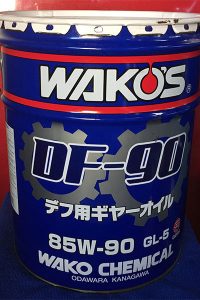 WAKO'S®
DF-90
デフ用ギヤーオイル
85W-90 GL-5
WAKO CHEMICAL
ODAWARA KANAGAWA